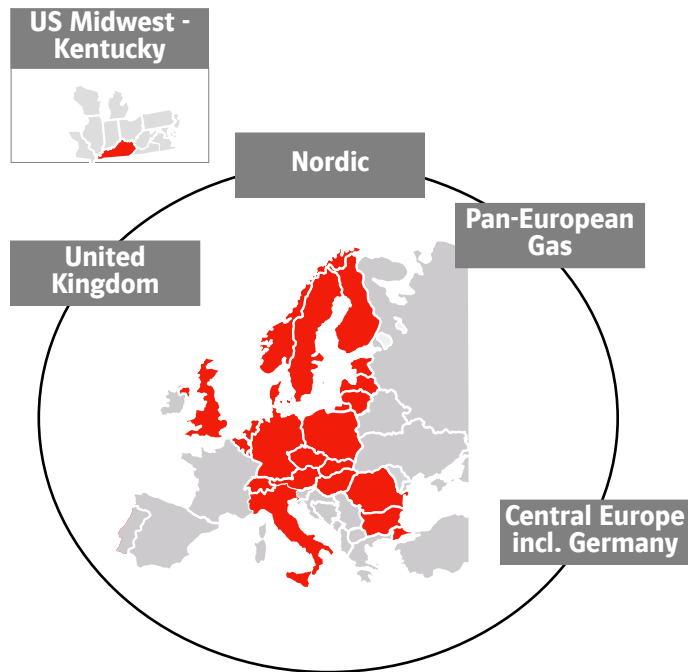 US Midwest -
Kentucky
Nordic
Pan-European
Gas
United
Kingdom
Central Europe
incl. Germany